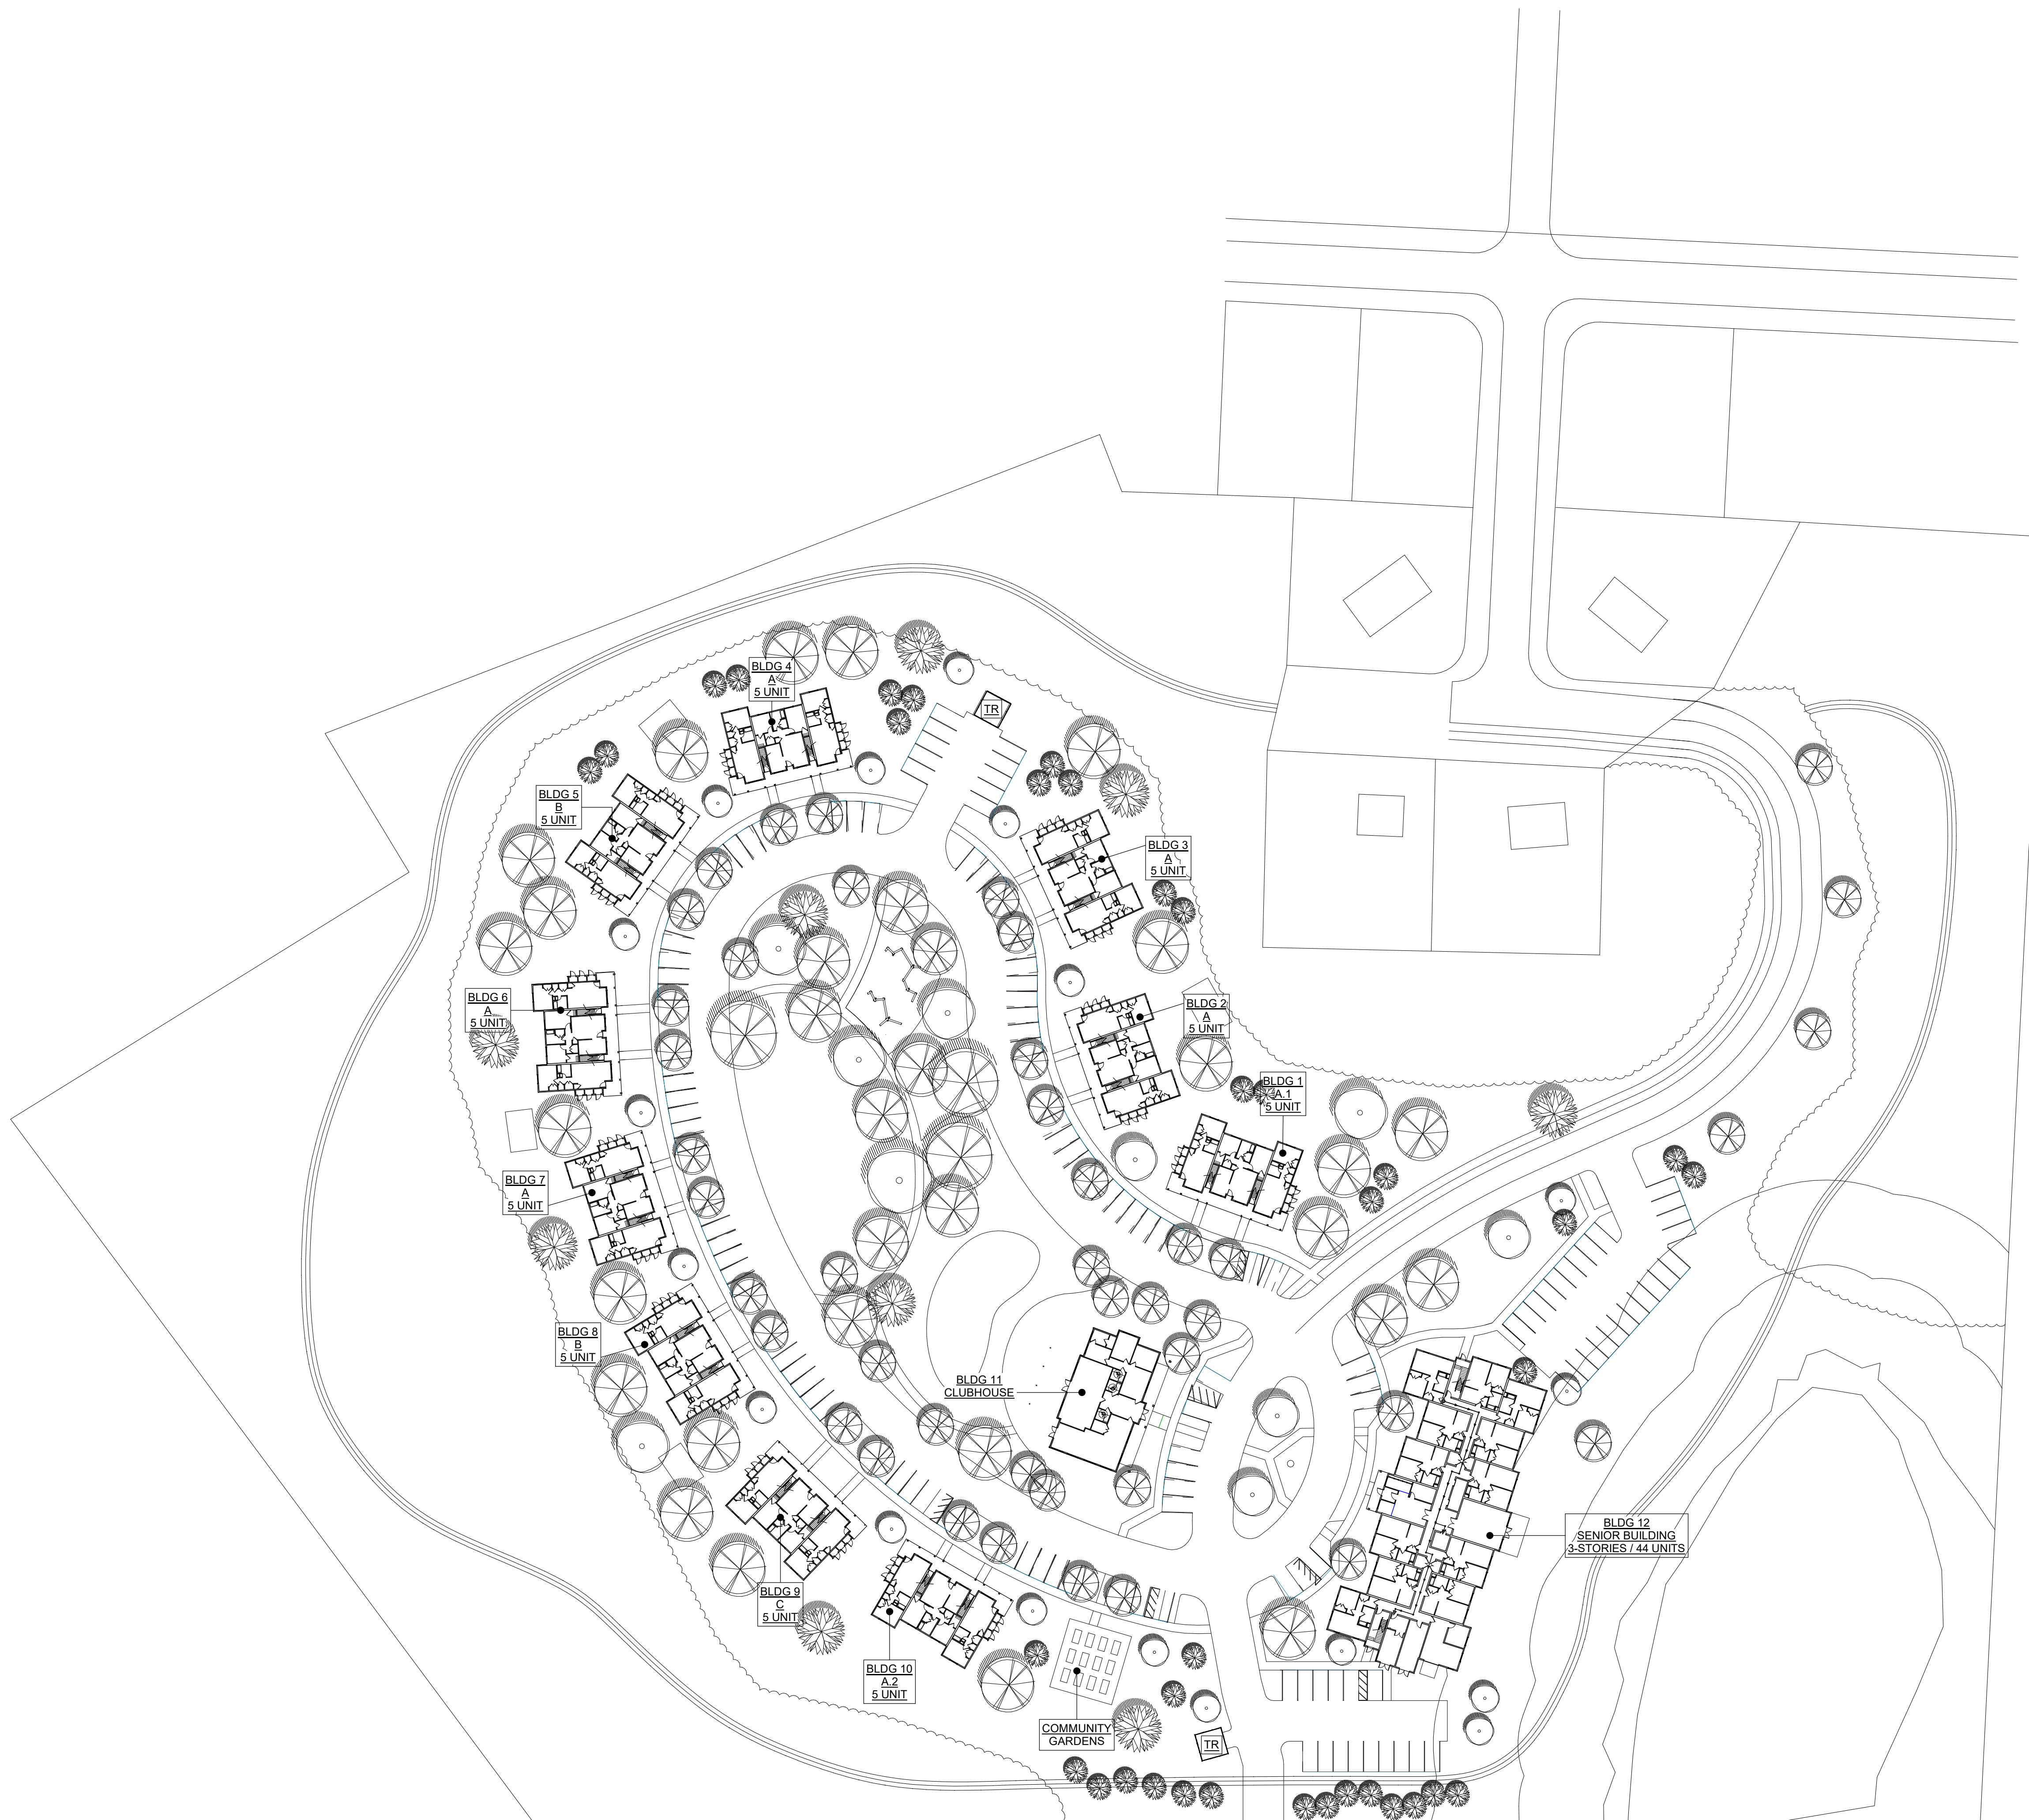 BLDG 4
A
5 UNIT
TR
BLDG 5
B
5 UNIT
BLDG 3
A
5 UNIT
BLDG 6
A
5 UNIT
BLDG 2
A
5 UNIT
BLDG 1
A.1
5 UNIT
BLDG 7
A
5 UNIT
BLDG 8
B
5 UNIT
BLDG 11
CLUBHOUSE
BLDG 12
SENIOR BUILDING
3-STORIES / 44 UNITS
BLDG 9
C
5 UNIT
BLDG 10
A.2
5 UNIT
COMMUNITY
GARDENS
TR